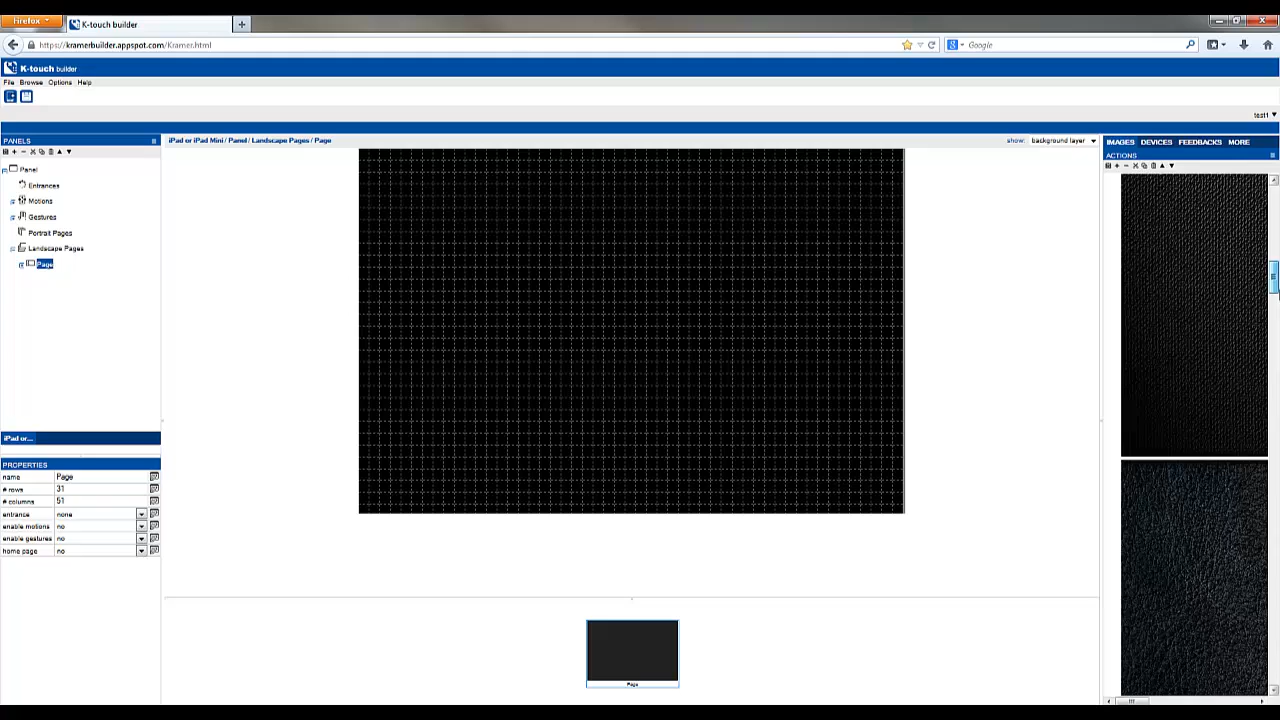 Firefox
K-touch builder
https://kramerbuilder.appspot.com/Kramer.html
Google
K-touch builder
File Browse Options Help
test1
PANELS
iPad or iPad Mini / Panel / Landscape Pages / Page
show: background layer
IMAGES DEVICES FEEDBACKS MORE
ACTIONS
Panel
Entrances
Motions
Gestures
Portrait Pages
Landscape Pages
Page
iPad or...
PROPERTIES
name Page
# rows 31
# columns 51
entrance none
enable motions no
enable gestures no
home page no
Page